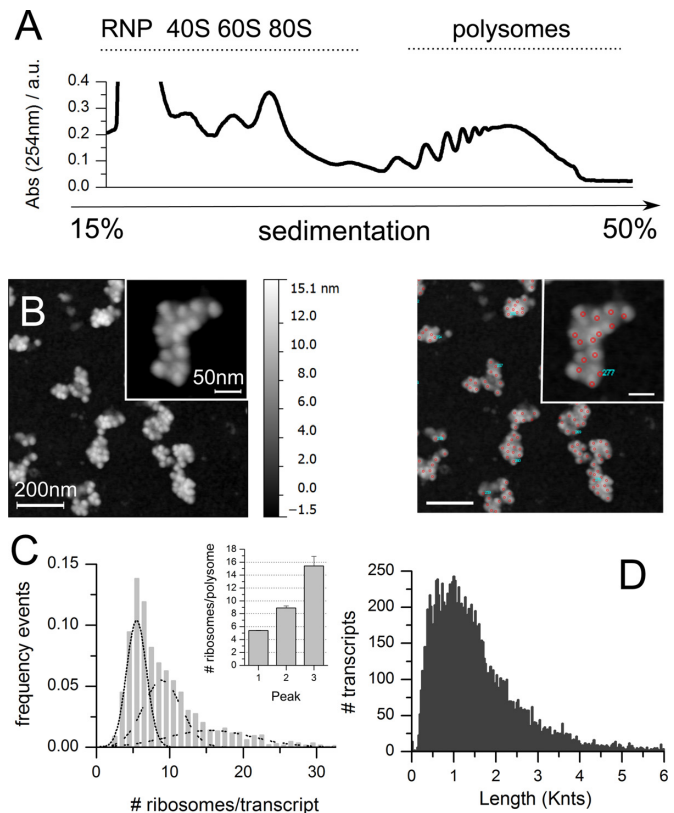 A
RNP 40S 60S 80S
polysomes
Abs (254nm) / a.u.
0.4
0.3
0.2
0.1
0.0
15%
sedimentation
50%
B
50nm
200nm
15.1 nm
12.0
10.0
8.0
6.0
4.0
2.0
0.0
−1.5
277
C
frequency events
0.15
0.10
0.05
0.00
0
10
20
30
# ribosomes/transcript
# ribosomes/polysome
18
16
14
12
10
8
6
4
2
0
1
2
3
Peak
D
# transcripts
250
200
150
100
50
0
0
1
2
3
4
5
6
Length (Knts)